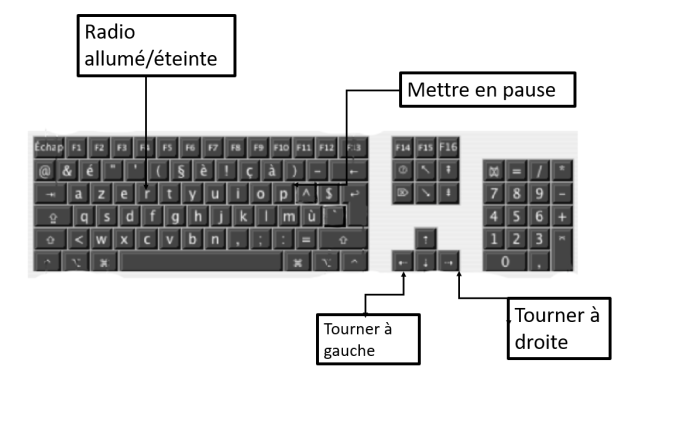 Radio
allumé/éteinte
Mettre en pause
Échap F1 F2 F3 F4 F5 F6 F7 F8 F9 F10 F11 F12 F14 F15 F16
@ & é " ' ( § è ! ç à ) - = / *
a z e r t y u i o p ^ $ 7 8 9 -
q s d f g h j k l m ù ` 4 5 6 +
< w x c v b n , ; : = 1 2 3
0 ,
Tourner à
gauche
Tourner à
droite